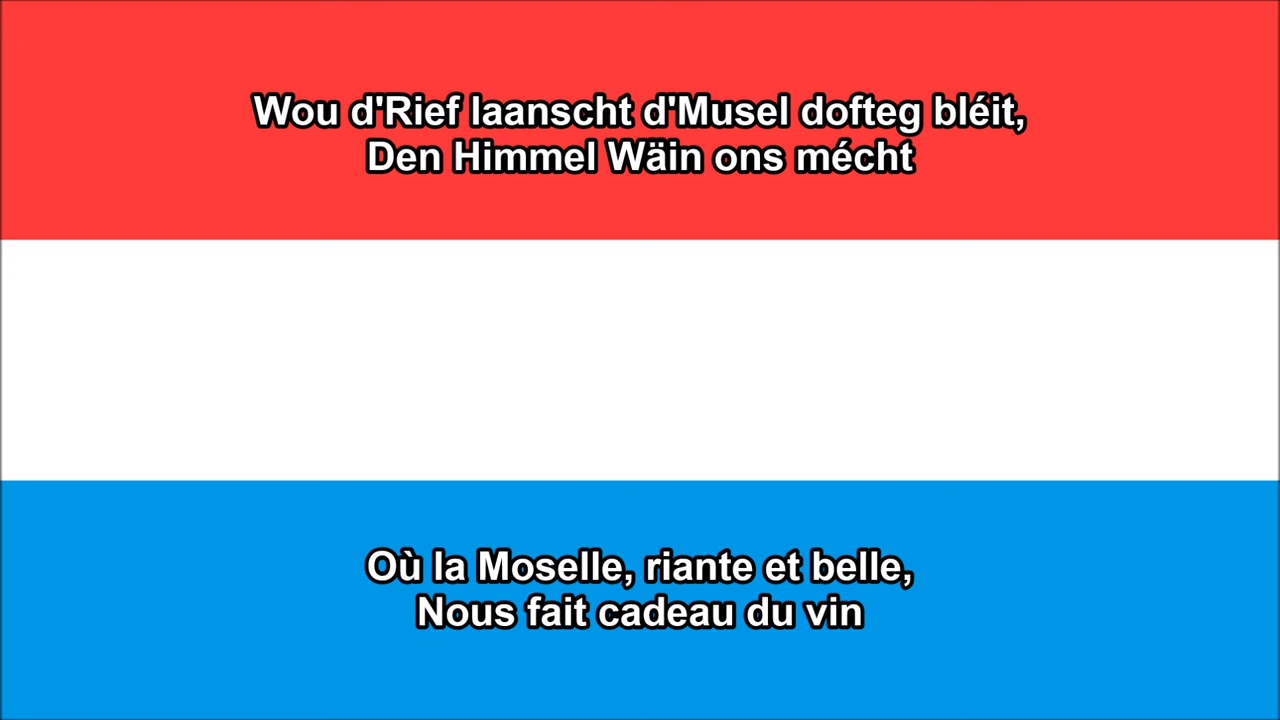 Wou d'Rief laanscht d'Musel dofteg bléit,
Den Himmel Wäin ons mécht
Où la Moselle, riante et belle,
Nous fait cadeau du vin